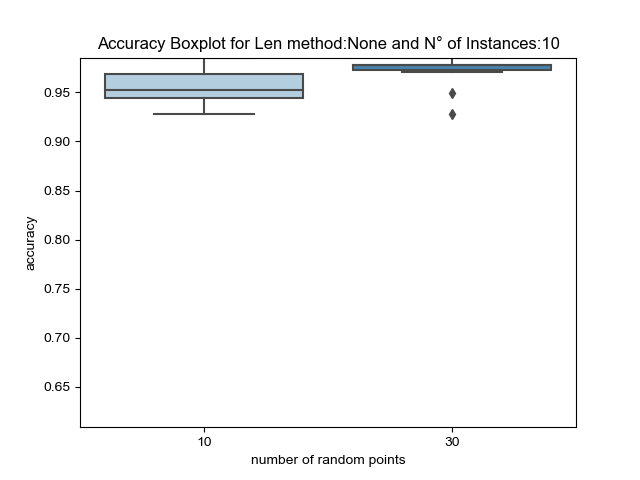 Accuracy Boxplot for Len method:None and N° of Instances:10
0.95
0.90
0.85
0.80
0.75
0.70
0.65
accuracy
10 30
number of random points